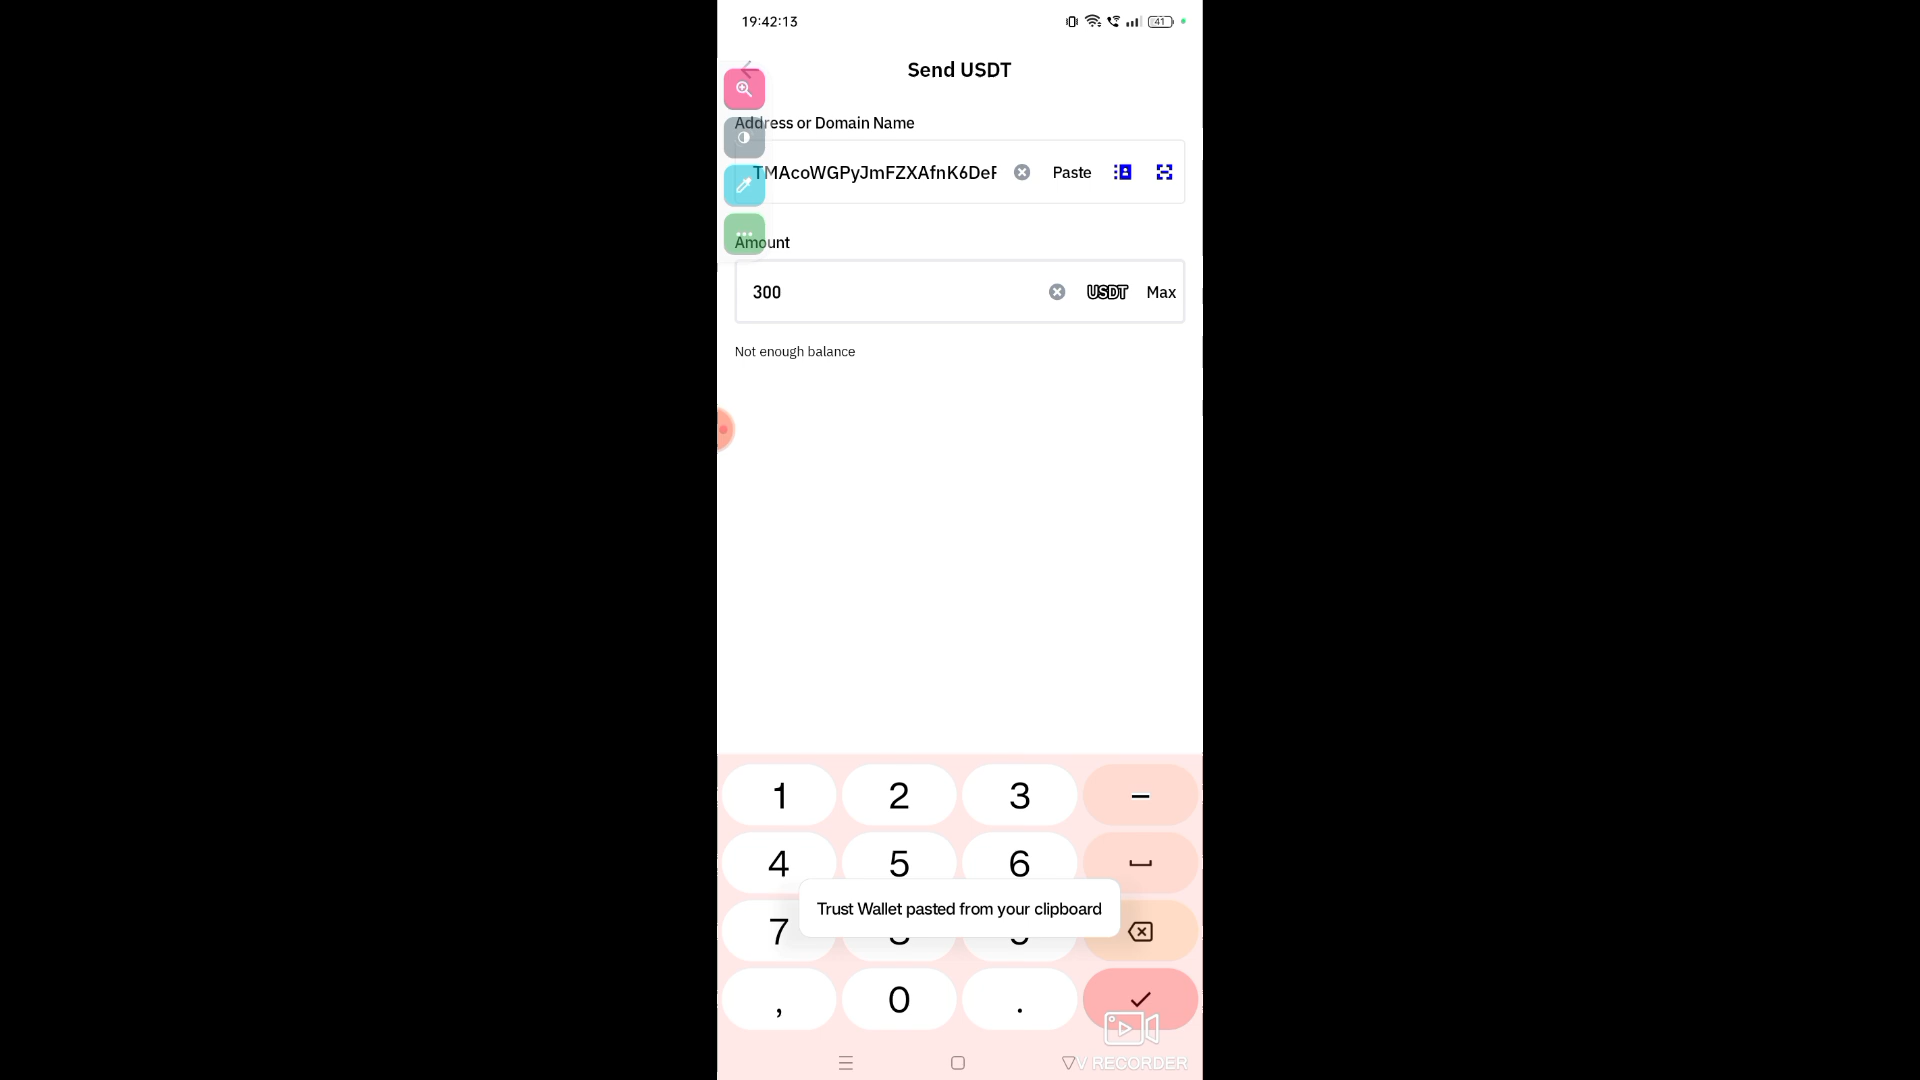 19:42:13
41
Send USDT
Address or Domain Name
TMAcoWGPyJmFZXAfnK6DeF
Paste
Amount
300
USDT
Max
Not enough balance
1 2 3 –
4 5 6
7
Trust Wallet pasted from your clipboard
, 0 .
V RECORDER